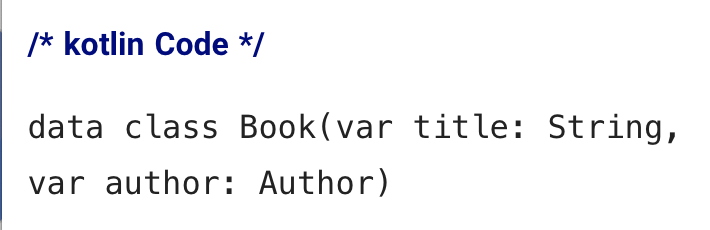 /* kotlin Code */
data class Book(var title: String,
var author: Author)